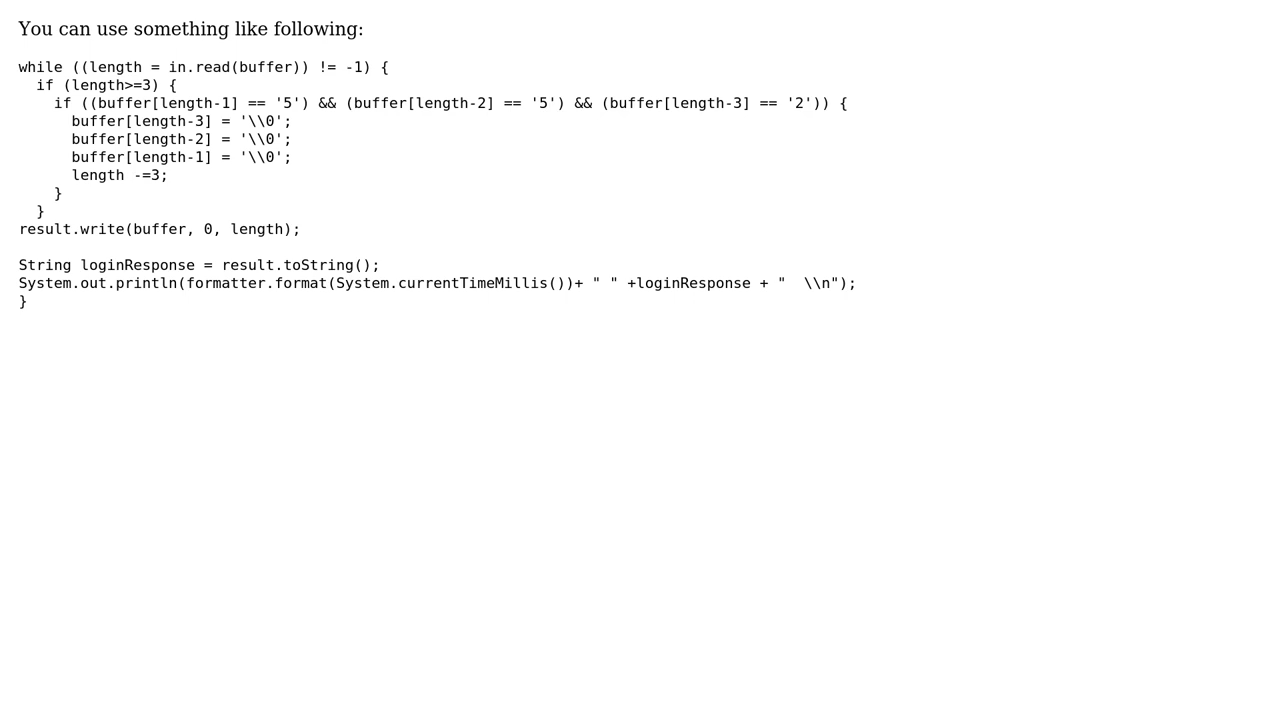 You can use something like following:
while ((length = in.read(buffer)) != -1) {
  if (length>=3) {
    if ((buffer[length-1] == '5') && (buffer[length-2] == '5') && (buffer[length-3] == '2')) {
      buffer[length-3] = '\\0';
      buffer[length-2] = '\\0';
      buffer[length-1] = '\\0';
      length -=3;
    }
  }
result.write(buffer, 0, length);

String loginResponse = result.toString();
System.out.println(formatter.format(System.currentTimeMillis())+ " " +loginResponse + "  \\n");
}